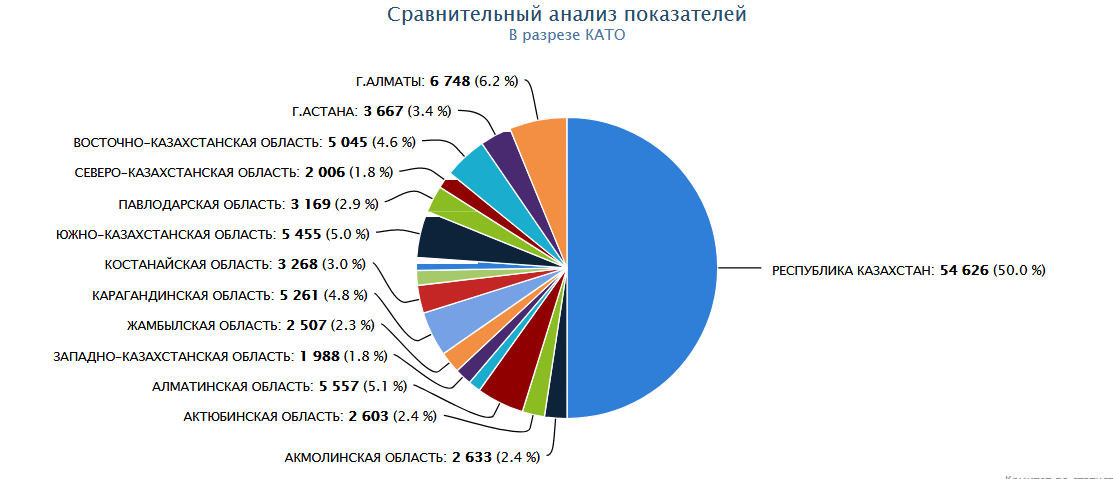 Сравнительный анализ показателей
В разрезе КАТО
Г.АЛМАТЫ: 6 748 (6.2 %)
Г.АСТАНА: 3 667 (3.4 %)
ВОСТОЧНО-КАЗАХСТАНСКАЯ ОБЛАСТЬ: 5 045 (4.6 %)
СЕВЕРО-КАЗАХСТАНСКАЯ ОБЛАСТЬ: 2 006 (1.8 %)
ПАВЛОДАРСКАЯ ОБЛАСТЬ: 3 169 (2.9 %)
ЮЖНО-КАЗАХСТАНСКАЯ ОБЛАСТЬ: 5 455 (5.0 %)
КОСТАНАЙСКАЯ ОБЛАСТЬ: 3 268 (3.0 %)
РЕСПУБЛИКА КАЗАХСТАН: 54 626 (50.0 %)
КАРАГАНДИНСКАЯ ОБЛАСТЬ: 5 261 (4.8 %)
ЖАМБЫЛСКАЯ ОБЛАСТЬ: 2 507 (2.3 %)
ЗАПАДНО-КАЗАХСТАНСКАЯ ОБЛАСТЬ: 1 988 (1.8 %)
АЛМАТИНСКАЯ ОБЛАСТЬ: 5 557 (5.1 %)
АКТЮБИНСКАЯ ОБЛАСТЬ: 2 603 (2.4 %)
АКМОЛИНСКАЯ ОБЛАСТЬ: 2 633 (2.4 %)